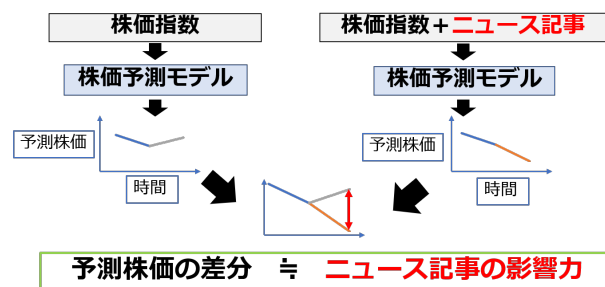 株価指数
株価指数+ニュース記事
株価予測モデル
株価予測モデル
予測株価
時間
予測株価
時間
予測株価の差分 ≒ ニュース記事の影響力